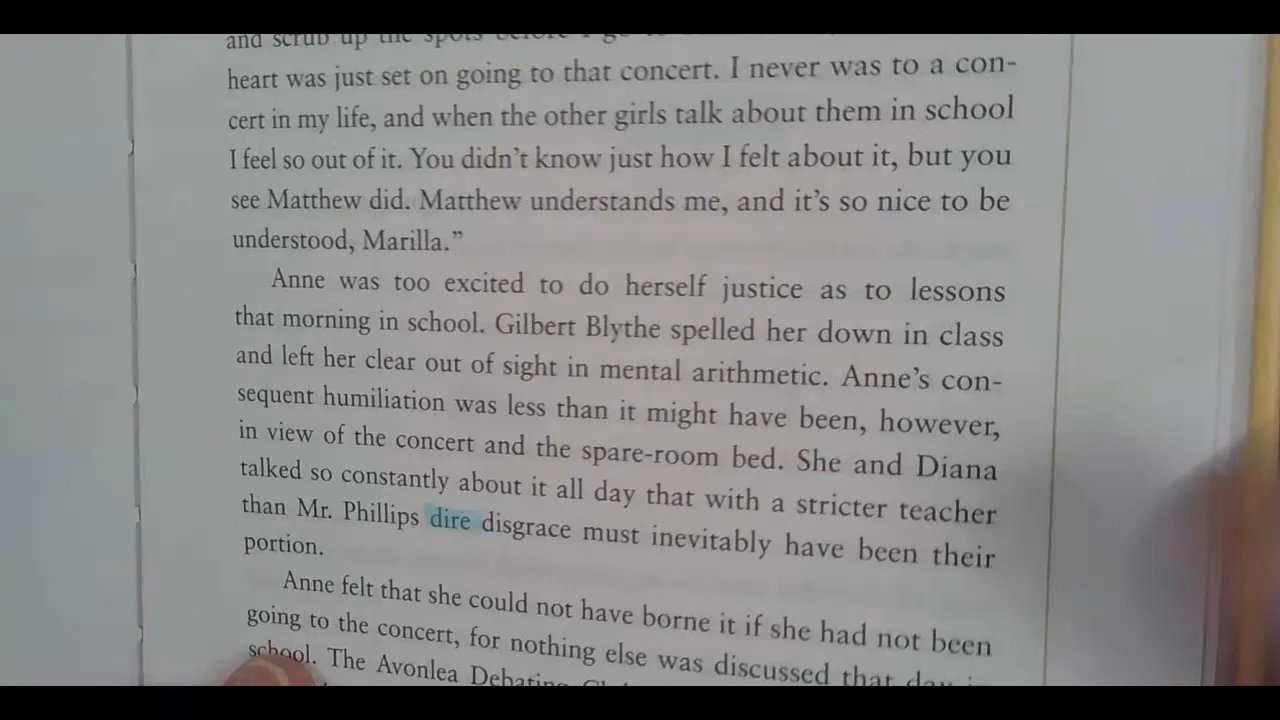 and scrub up the spots before I go to
heart was just set on going to that concert. I never was to a con-
cert in my life, and when the other girls talk about them in school
I feel so out of it. You didn't know just how I felt about it, but you
see Matthew did. Matthew understands me, and it's so nice to be
understood, Marilla.”
Anne was too excited to do herself justice as to lessons
that morning in school. Gilbert Blythe spelled her down in class
and left her clear out of sight in mental arithmetic. Anne's con-
sequent humiliation was less than it might have been, however,
in view of the concert and the spare-room bed. She and Diana
talked so constantly about it all day that with a stricter teacher
than Mr. Phillips dire disgrace must inevitably have been their
portion.
Anne felt that she could not have borne it if she had not been
going to the concert, for nothing else was discussed that day in
school. The Avonlea Debating